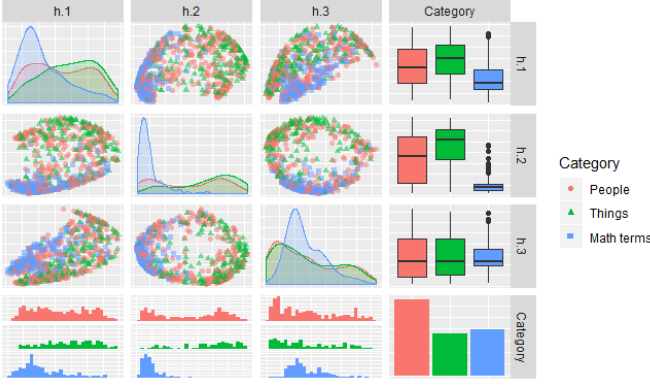 h.1 h.2 h.3 Category
h.1
h.2
h.3
Category
Category
People
Things
Math terms